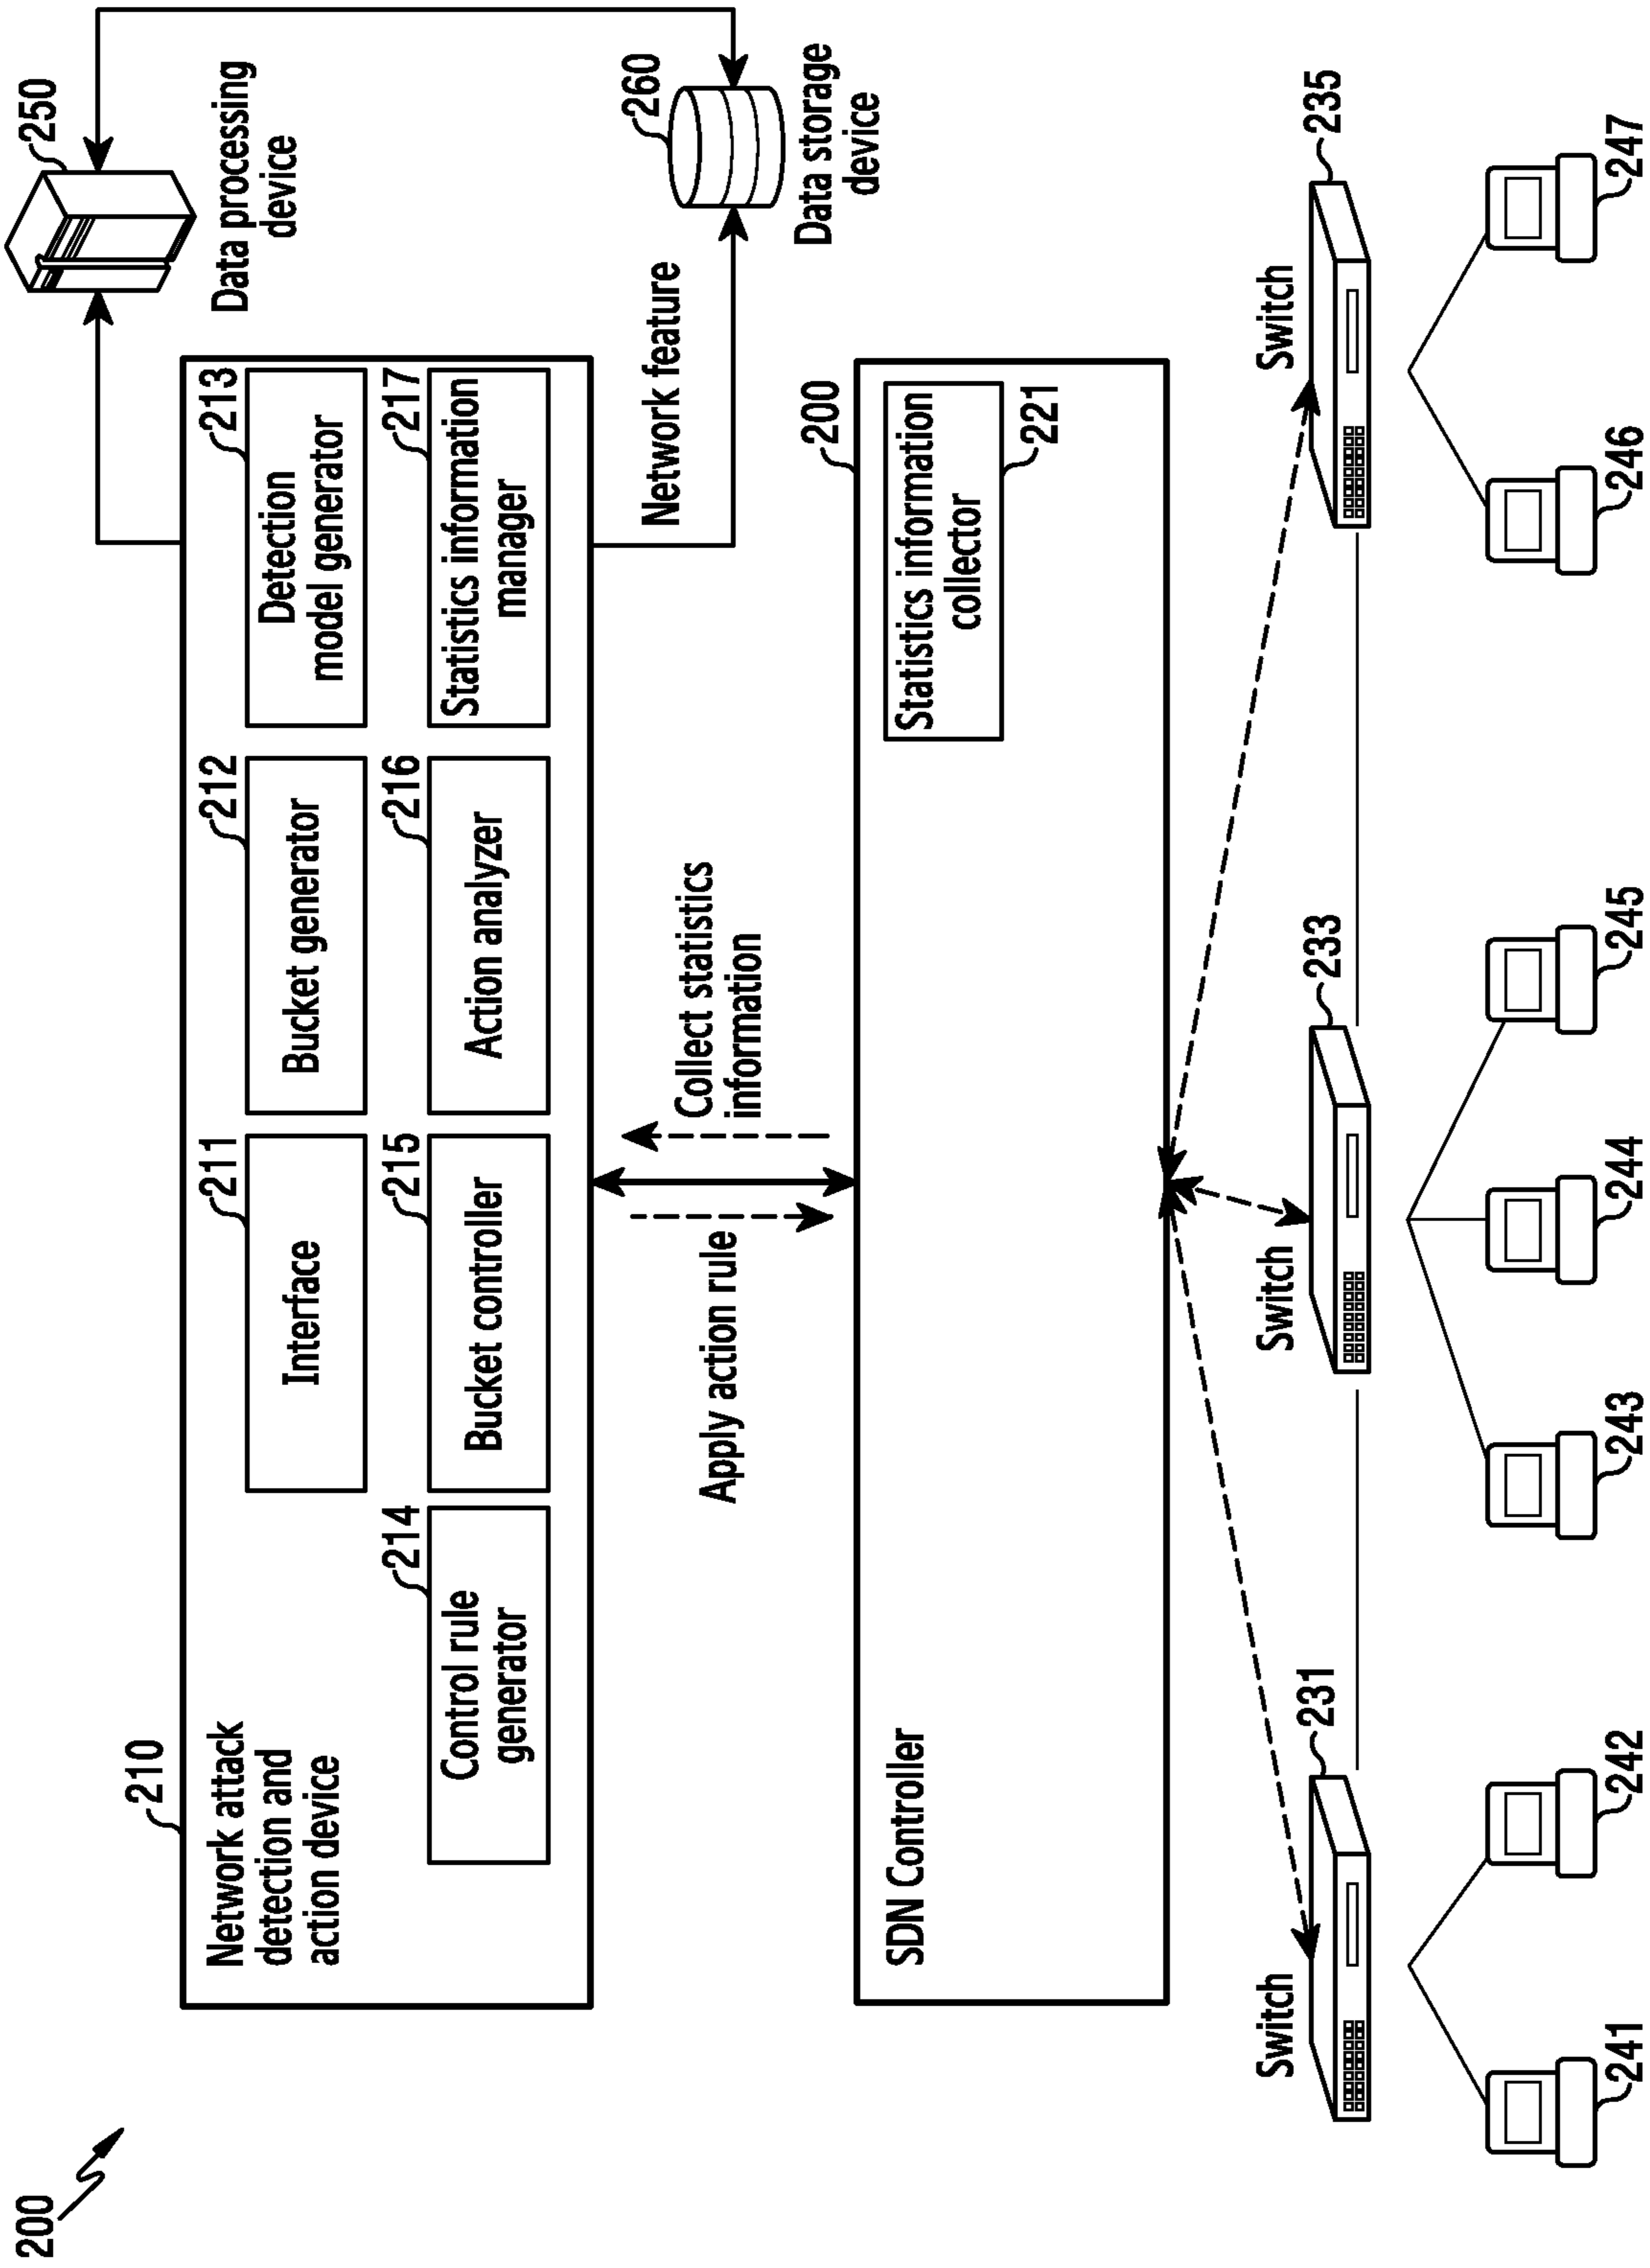 200
210
Network attack
detection and
action device
211
Interface
212
Bucket generator
213
Detection
model generator
214
Control rule
generator
215
Bucket controller
216
Action analyzer
217
Statistics information
manager
250
Data processing
device
260
Data storage
device
Network feature
Apply action rule
Collect statistics
information
200
SDN Controller
Statistics information
collector
221
Switch
231
Switch
233
Switch
235
241
242
243
244
245
246
247